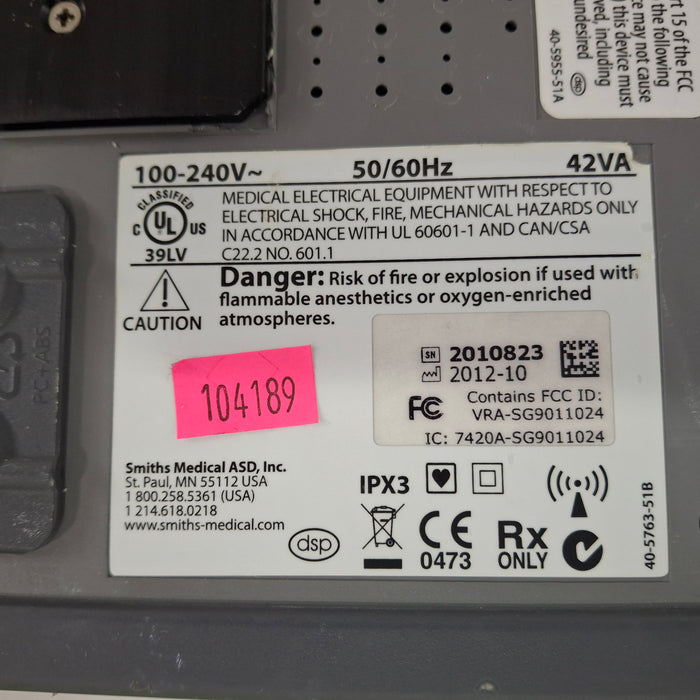 rt 15 of the FCC
the following
ce may not cause
) this device must
ved, including
undesired
dsp
40-5955-51A
100-240V~ 50/60Hz 42VA
CLASSIFIED
C UL US
39LV
MEDICAL ELECTRICAL EQUIPMENT WITH RESPECT TO
ELECTRICAL SHOCK, FIRE, MECHANICAL HAZARDS ONLY
IN ACCORDANCE WITH UL 60601-1 AND CAN/CSA
C22.2 NO. 601.1
CAUTION
Danger: Risk of fire or explosion if used with
flammable anesthetics or oxygen-enriched
atmospheres.
PC+ABS
SN 2010823
2012-10
FC Contains FCC ID:
VRA-SG9011024
IC: 7420A-SG9011024
104189
Smiths Medical ASD, Inc.
St. Paul, MN 55112 USA
1 800.258.5361 (USA)
1 214.618.0218
www.smiths-medical.com
dsp
IPX3
CE
0473
Rx
ONLY
40-5763-51B